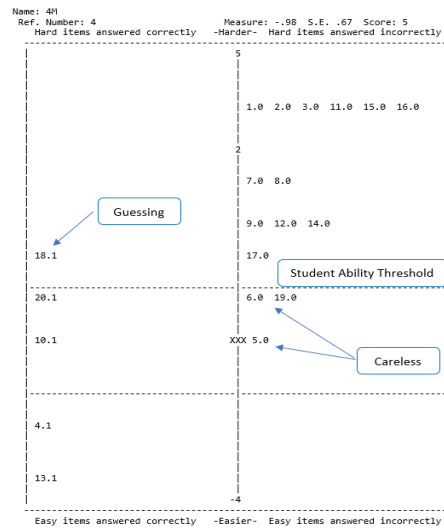 Name: 4M
Ref. Number: 4 Measure: -.98 S.E. .67 Score: 5
Hard items answered correctly -Harder- Hard items answered incorrectly
5
1.0 2.0 3.0 11.0 15.0 16.0
2
7.0 8.0
Guessing
9.0 12.0 14.0
18.1 17.0
Student Ability Threshold
20.1 6.0 19.0
10.1 XXX 5.0
Careless
4.1
13.1
-4
Easy items answered correctly -Easier- Easy items answered incorrectly